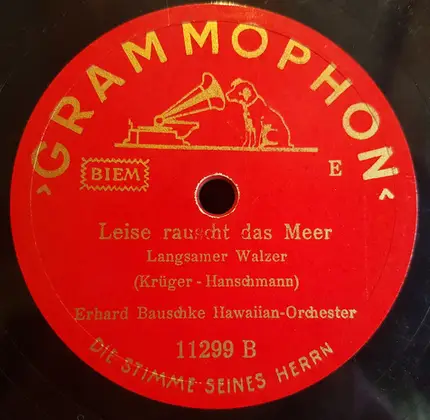 ›GRAMMOPHON‹
BIEM
E
Leise rauscht das Meer
Langsamer Walzer
(Krüger - Hanschmann)
Erhard Bauschke Hawaiian-Orchester
11299 B
DIE STIMME SEINES HERRN